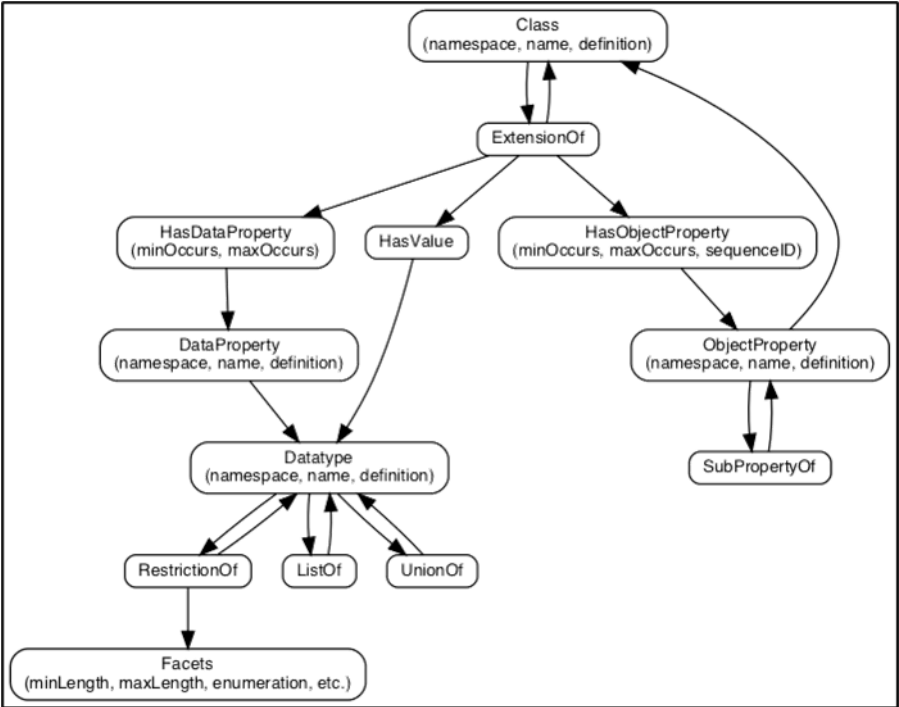 Class
(namespace, name, definition)
ExtensionOf
HasDataProperty
(minOccurs, maxOccurs)
HasValue
HasObjectProperty
(minOccurs, maxOccurs, sequenceID)
DataProperty
(namespace, name, definition)
ObjectProperty
(namespace, name, definition)
Datatype
(namespace, name, definition)
SubPropertyOf
RestrictionOf
ListOf
UnionOf
Facets
(minLength, maxLength, enumeration, etc.)